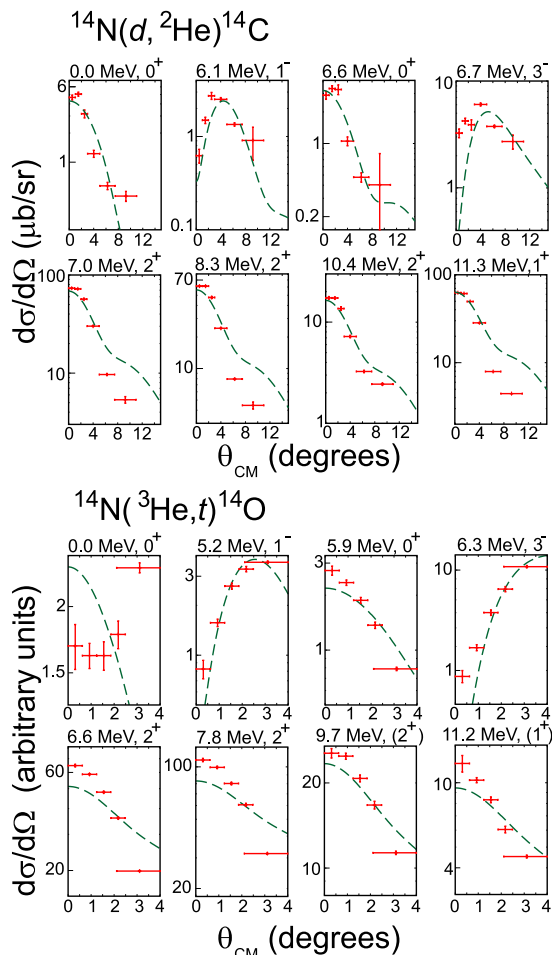 ¹⁴N(d,²He)¹⁴C
0.0 MeV, 0⁺ 6.1 MeV, 1⁻ 6.6 MeV, 0⁺ 6.7 MeV, 3⁻
6 1
1 0.1
1 0.2
10 1
0 4 8 12 0 4 8 12 0 4 8 12 0 4 8 12
7.0 MeV, 2⁺ 8.3 MeV, 2⁺ 10.4 MeV, 2⁺ 11.3 MeV, 1⁺
100 10
70 10
10 1
100 10
0 4 8 12 0 4 8 12 0 4 8 12 0 4 8 12
dσ/dΩ (μb/sr)
θCM (degrees)
¹⁴N(³He,t)¹⁴O
0.0 MeV, 0⁺ 5.2 MeV, 1⁻ 5.9 MeV, 0⁺ 6.3 MeV, 3⁻
2 1.5
3 1
3 1
10 1
0 1 2 3 4 0 1 2 3 4 0 1 2 3 4 0 1 2 3 4
6.6 MeV, 2⁺ 7.8 MeV, 2⁺ 9.7 MeV, (2⁺) 11.2 MeV, (1⁺)
60 20
100 20
20 10
10 4
0 1 2 3 4 0 1 2 3 4 0 1 2 3 4 0 1 2 3 4
dσ/dΩ (arbitrary units)
θCM (degrees)